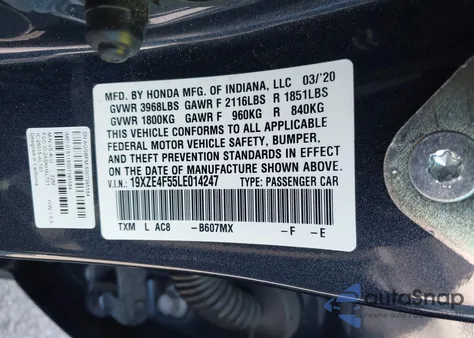 MFD. BY HONDA MFG. OF INDIANA, LLC 03/20
GVWR 3968LBS GAWR F 2116LBS R 1851LBS
GVWR 1800KG GAWR F 960KG R 840KG
THIS VEHICLE CONFORMS TO ALL APPLICABLE
FEDERAL MOTOR VEHICLE SAFETY, BUMPER,
AND THEFT PREVENTION STANDARDS IN EFFECT
ON THE DATE OF MANUFACTURE SHOWN ABOVE.
V.I.N. 19XZE4F55LE014247 TYPE: PASSENGER CAR
TXM L AC8 -B607MX -F -E
autoSnap